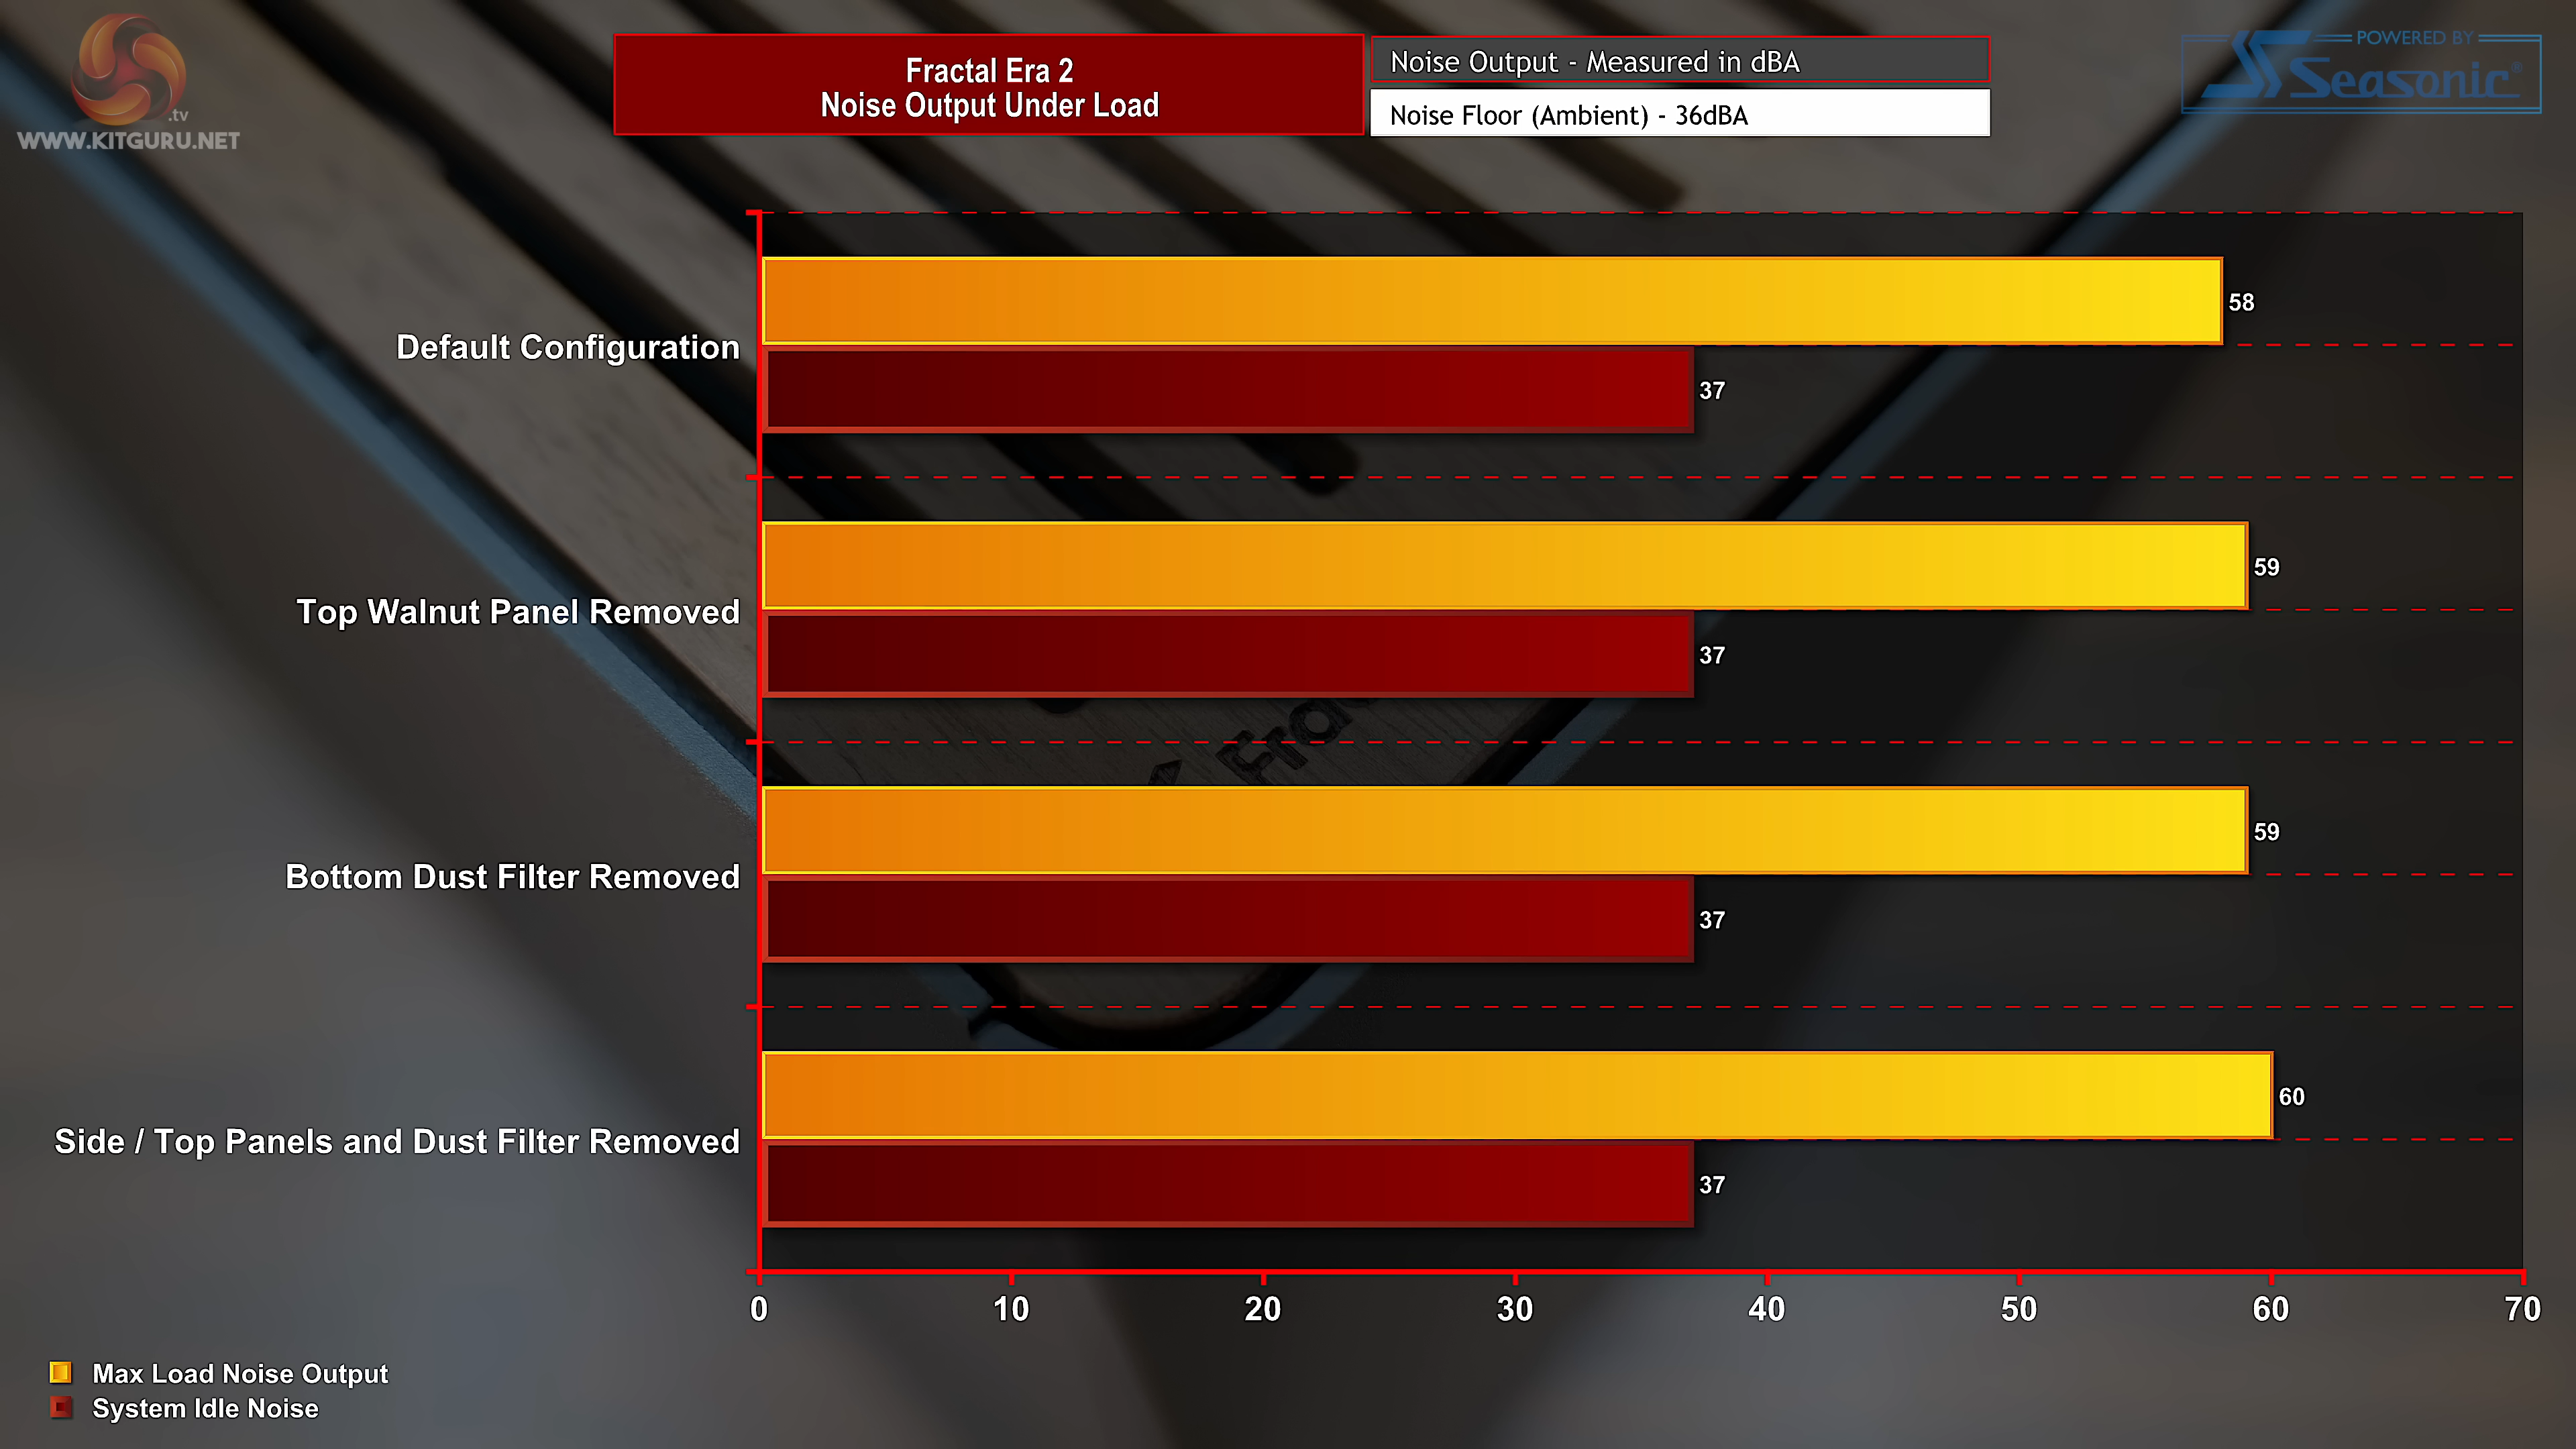 .tv
WWW.KITGURU.NET
Fractal Era 2
Noise Output Under Load
Noise Output - Measured in dBA
Noise Floor (Ambient) - 36dBA
POWERED BY
Seasonic®
Default Configuration
58
37
Top Walnut Panel Removed
59
37
Fra
Bottom Dust Filter Removed
59
37
Side / Top Panels and Dust Filter Removed
60
37
0 10 20 30 40 50 60 70
Max Load Noise Output
System Idle Noise